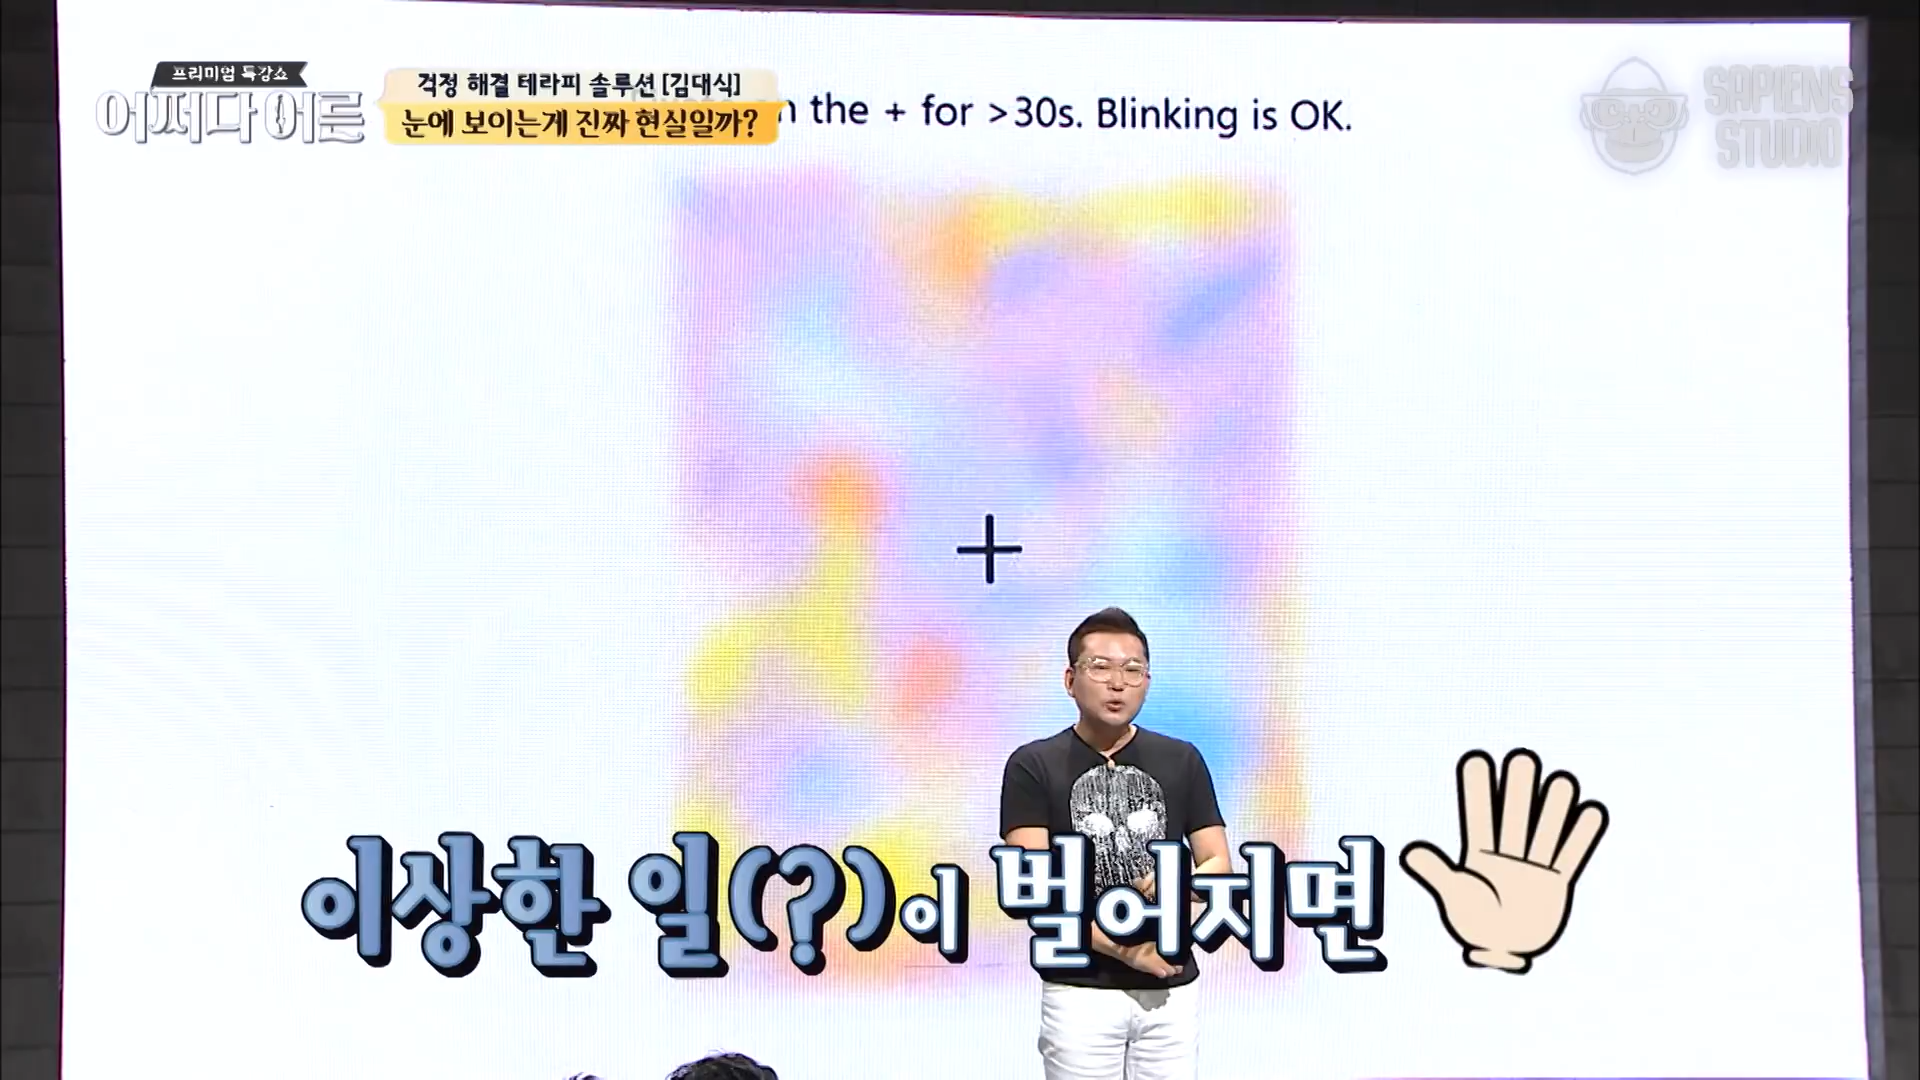 프리미엄 특강쇼
어쩌다 어른
걱정 해결 테라피 솔루션 [김대식]
눈에 보이는게 진짜 현실일까?
the + for >30s. Blinking is OK.
SAPIENS
STUDIO
이상한 일(?)이 벌어지면